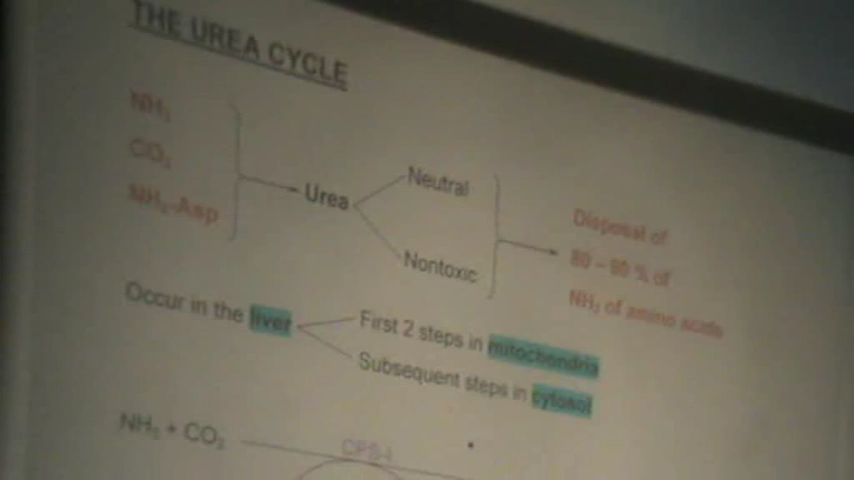 THE UREA CYCLE
NH3
CO2
NH2-Asp
Urea
Neutral
Nontoxic
Disposal of
80 – 90 % of
NH3 of amino acids
Occur in the liver
First 2 steps in mitochondria
Subsequent steps in cytosol
NH3 + CO2
CPS-I